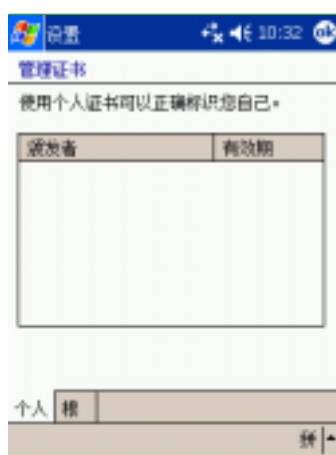 设置 10:32 ok
管理证书
使用个人证书可以正确标识您自己。
颁发者 有效期
个人 根
拼